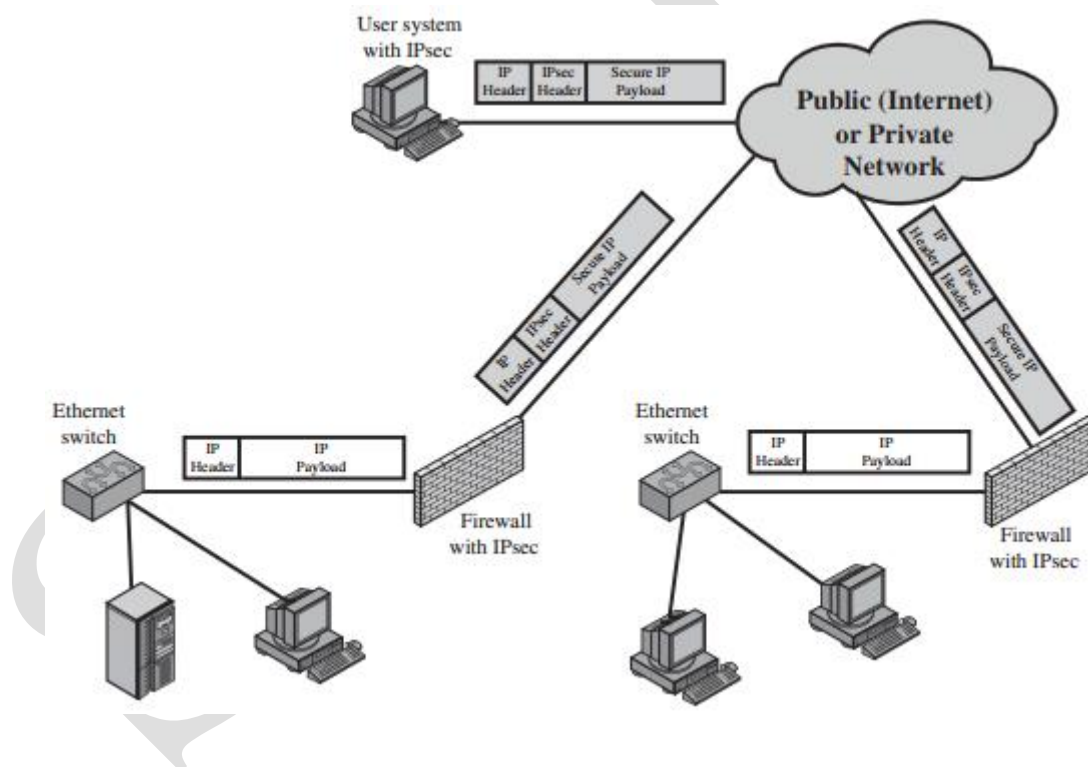 User system
with IPsec
IP
Header
IPsec
Header
Secure IP
Payload
Public (Internet)
or Private
Network
IP
Header
IPsec
Header
Secure IP
Payload
IP
Header
IPsec
Header
Secure IP
Payload
Ethernet
switch
IP
Header
IP
Payload
Firewall
with IPsec
Ethernet
switch
IP
Header
IP
Payload
Firewall
with IPsec